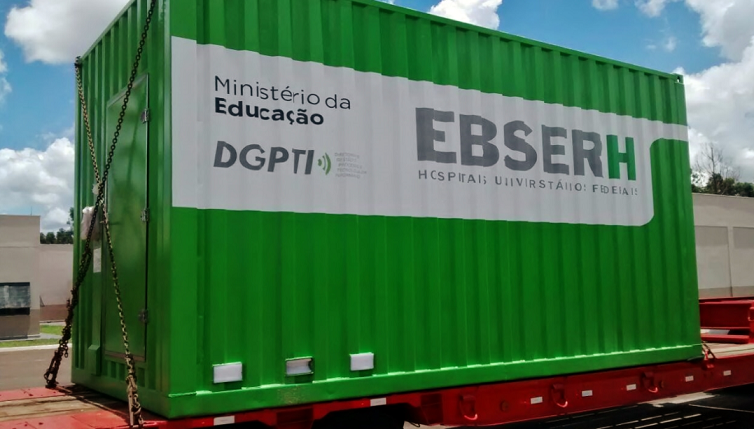 Ministério da
Educação
DGPTI
EBSERH
HOSPITAIS UNIVERSITÁRIOS FEDERAIS